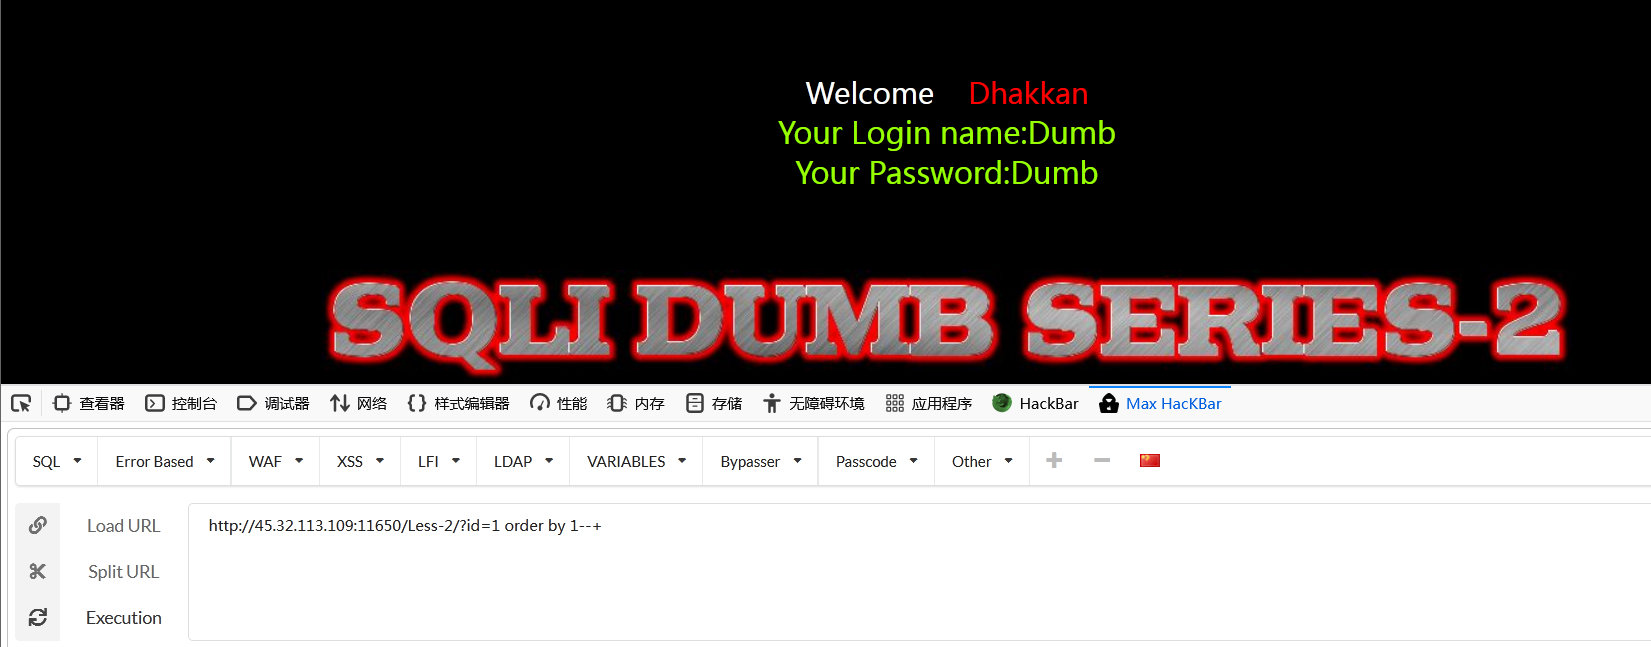 Welcome Dhakkan
Your Login name:Dumb
Your Password:Dumb
SQLI DUMB SERIES-2
查看器 控制台 调试器 网络 样式编辑器 性能 内存 存储 无障碍环境 应用程序 HackBar Max HacKBar
SQL Error Based WAF XSS LFI LDAP VARIABLES Bypasser Passcode Other
Load URL http://45.32.113.109:11650/Less-2/?id=1 order by 1--+
Split URL
Execution